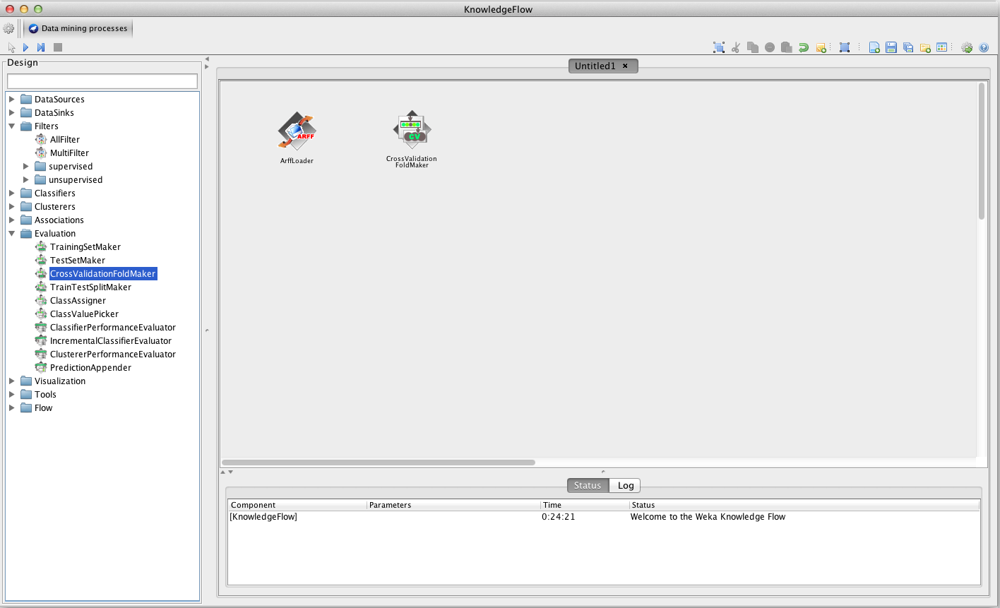 KnowledgeFlow
Data mining processes
Design
Untitled1
DataSources
DataSinks
Filters
AllFilter
MultiFilter
supervised
unsupervised
Classifiers
Clusterers
Associations
Evaluation
TrainingSetMaker
TestSetMaker
CrossValidationFoldMaker
TrainTestSplitMaker
ClassAssigner
ClassValuePicker
ClassifierPerformanceEvaluator
IncrementalClassifierEvaluator
ClustererPerformanceEvaluator
PredictionAppender
Visualization
Tools
Flow
ARFF
ArffLoader
CV
CrossValidation
FoldMaker
Status Log
Component Parameters Time Status
[KnowledgeFlow] 0:24:21 Welcome to the Weka Knowledge Flow